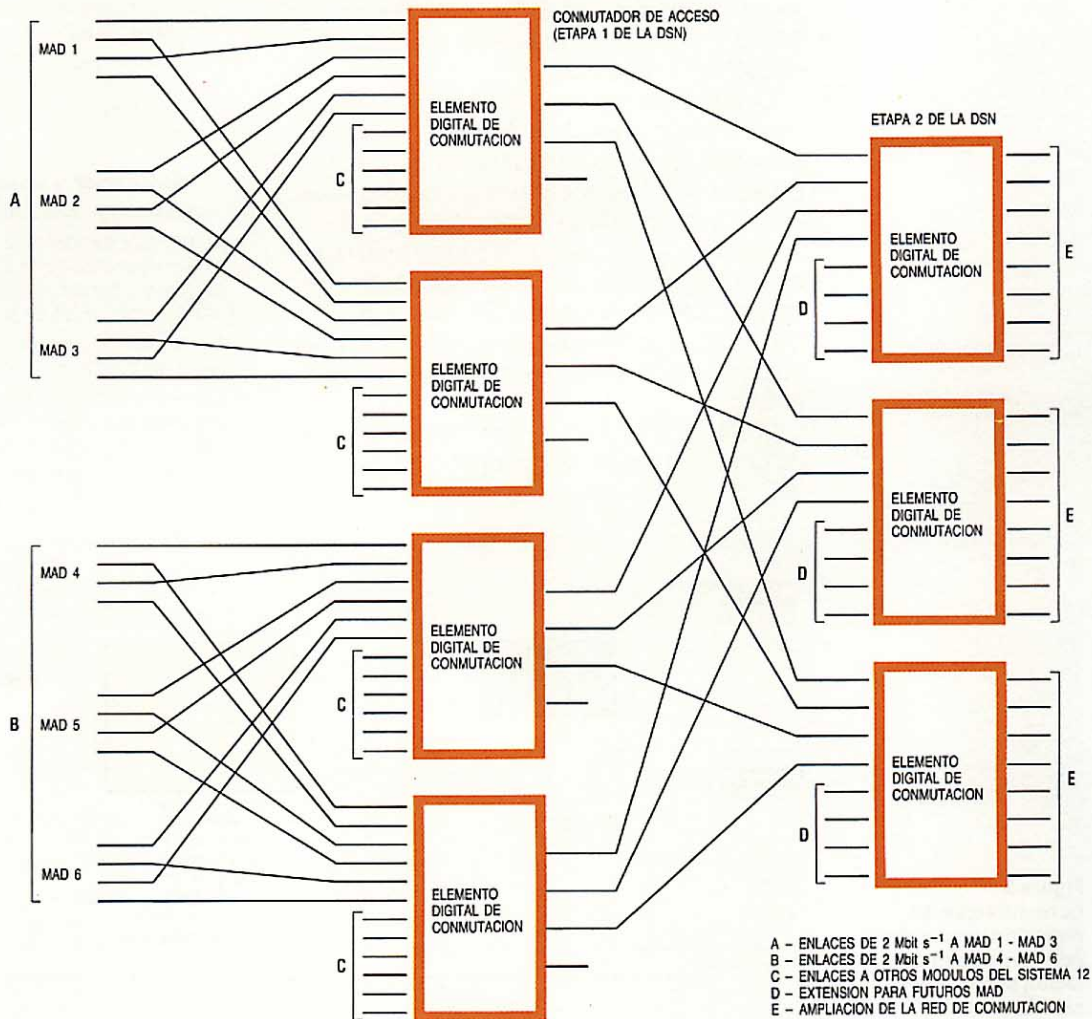 CONMUTADOR DE ACCESO
(ETAPA 1 DE LA DSN)
A
MAD 1
MAD 2
MAD 3
ELEMENTO
DIGITAL DE
CONMUTACION
C
ELEMENTO
DIGITAL DE
CONMUTACION
C
B
MAD 4
MAD 5
MAD 6
ELEMENTO
DIGITAL DE
CONMUTACION
C
ELEMENTO
DIGITAL DE
CONMUTACION
C
ETAPA 2 DE LA DSN
ELEMENTO
DIGITAL DE
CONMUTACION
D
E
ELEMENTO
DIGITAL DE
CONMUTACION
D
E
ELEMENTO
DIGITAL DE
CONMUTACION
D
E
A – ENLACES DE 2 Mbit s⁻¹ A MAD 1 - MAD 3
B – ENLACES DE 2 Mbit s⁻¹ A MAD 4 - MAD 6
C – ENLACES A OTROS MODULOS DEL SISTEMA 12
D – EXTENSION PARA FUTUROS MAD
E – AMPLIACION DE LA RED DE CONMUTACION